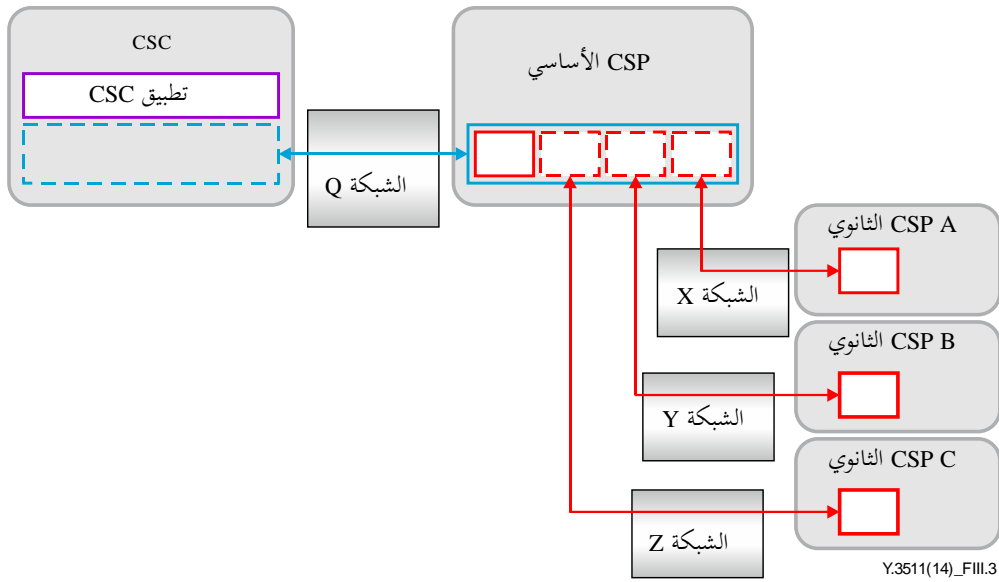 CSC
تطبيق CSC
CSP الأساسي
الشبكة Q
CSP A الثانوي
الشبكة X
CSP B الثانوي
الشبكة Y
CSP C الثانوي
الشبكة Z
Y.3511(14)_FIII.3